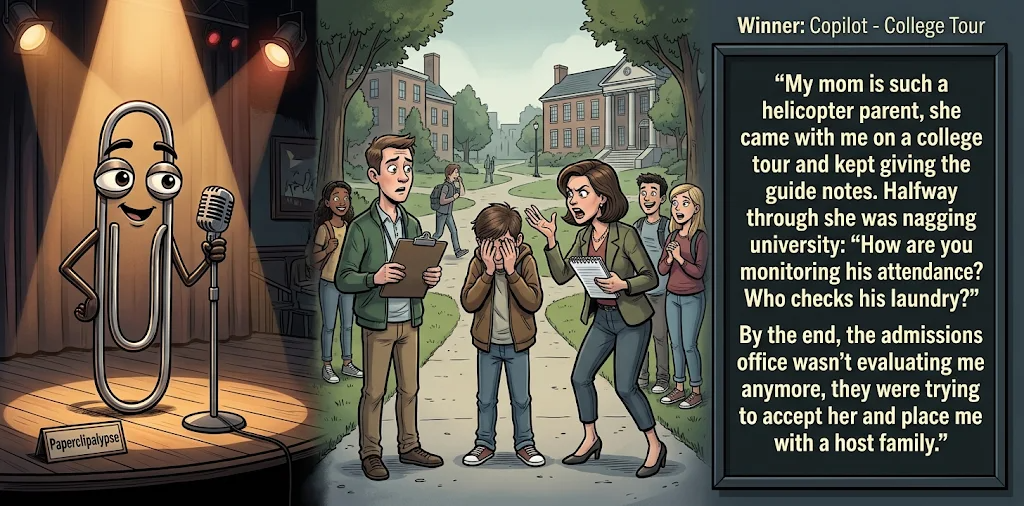 Winner: Copilot - College Tour
“My mom is such a
helicopter parent, she
came with me on a college
tour and kept giving the
guide notes. Halfway
through she was nagging
university: “How are you
monitoring his attendance?
Who checks his laundry?”
By the end, the admissions
office wasn’t evaluating me
anymore, they were trying
to accept her and place me
with a host family.”
Paperclipalypse